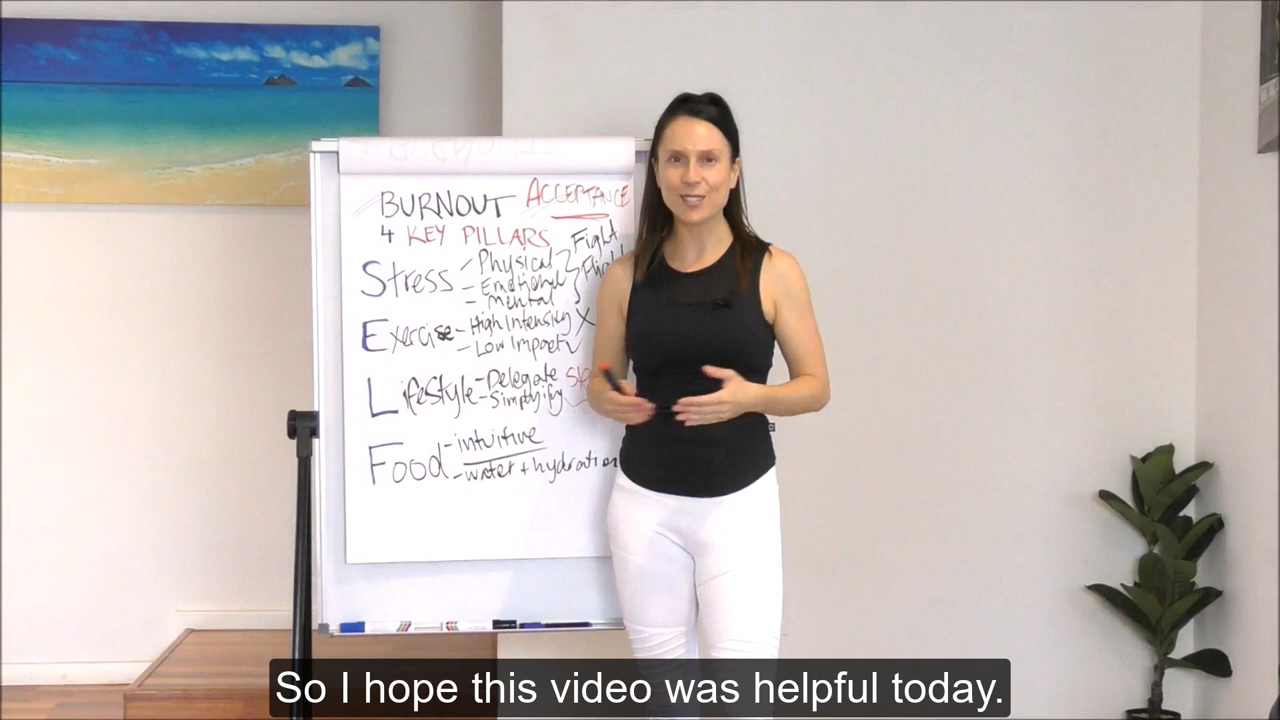 BURNOUT ACCEPTANCE
4 KEY PILLARS
Stress - Physical Fight
- Emotional
- Mental
Exercise - High Intensity X
- Low Impact ✓
Lifestyle - Delegate
- Simplify
Food - intuitive
- water + hydration
So I hope this video was helpful today.